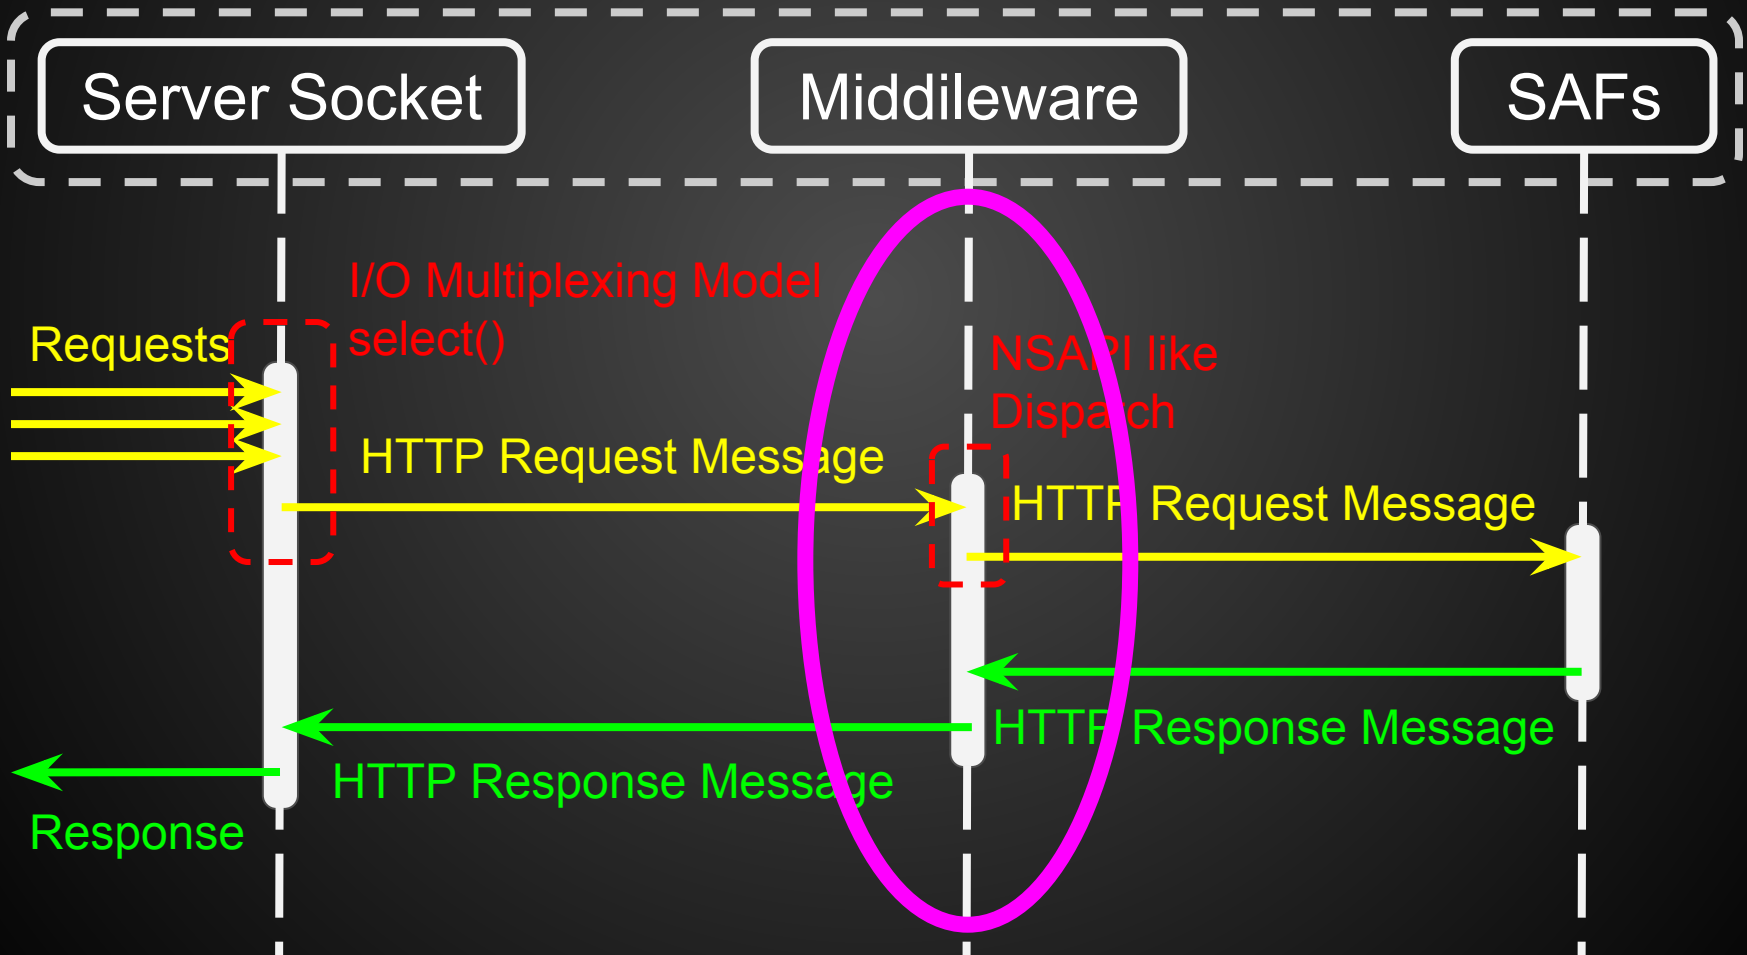 Server Socket
Middileware
SAFs
I/O Multiplexing Model
select()
Requests
NSAPI like
Dispatch
HTTP Request Message
HTTP Request Message
HTTP Response Message
HTTP Response Message
Response